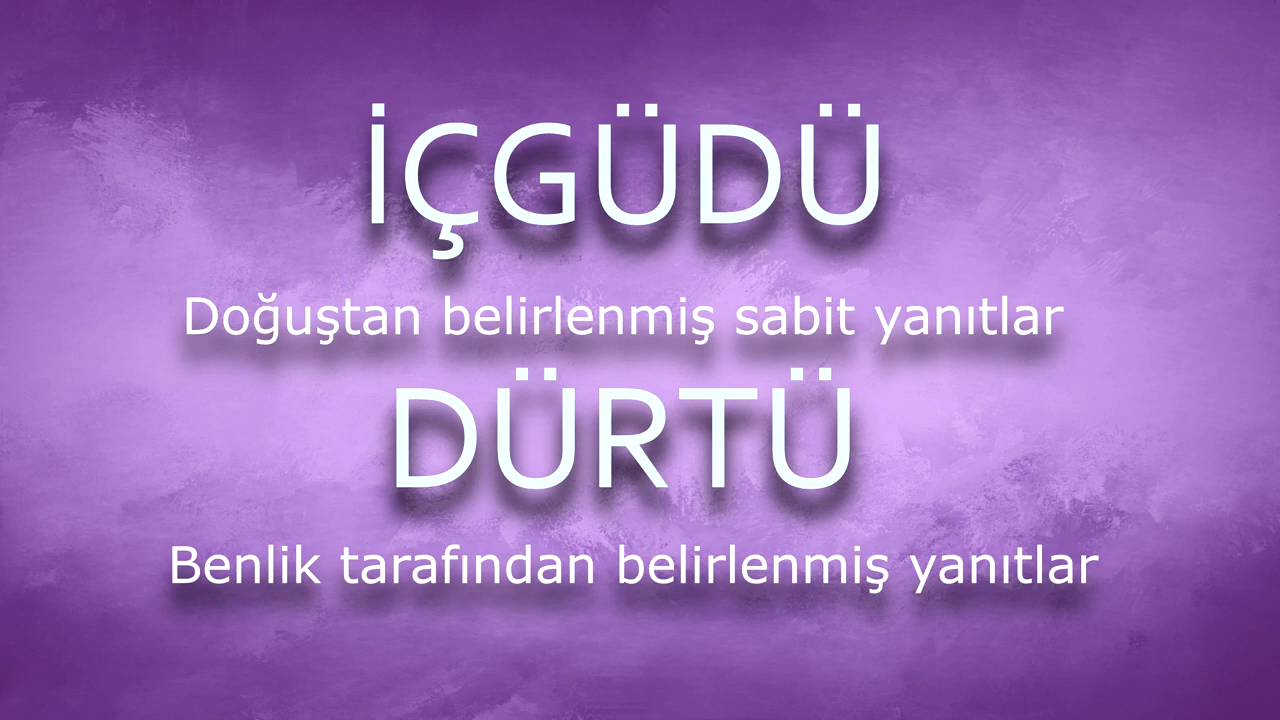 İÇGÜDÜ
Doğuştan belirlenmiş sabit yanıtlar
DÜRTÜ
Benlik tarafından belirlenmiş yanıtlar